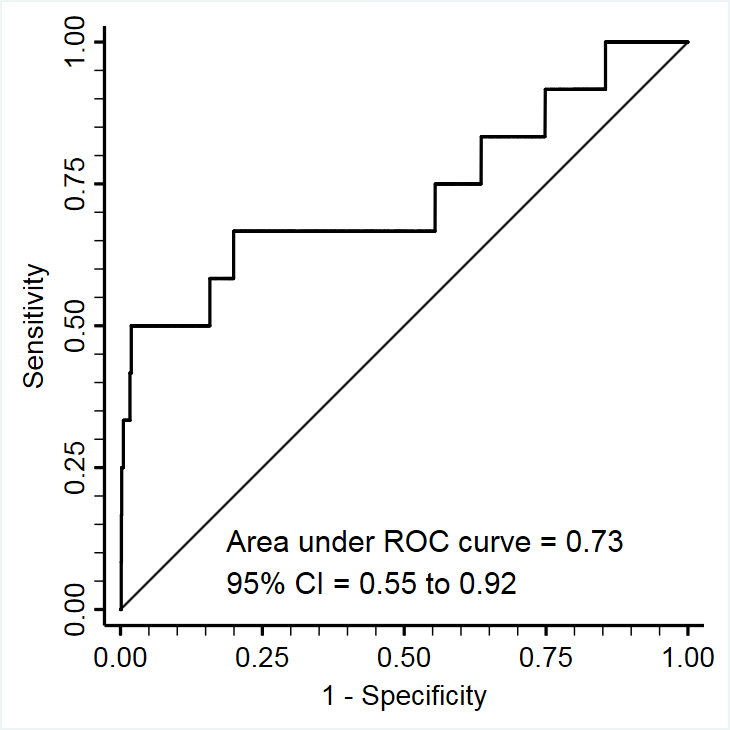 1.00
0.75
0.50
0.25
0.00
Sensitivity
Area under ROC curve = 0.73
95% CI = 0.55 to 0.92
0.00 0.25 0.50 0.75 1.00
1 - Specificity